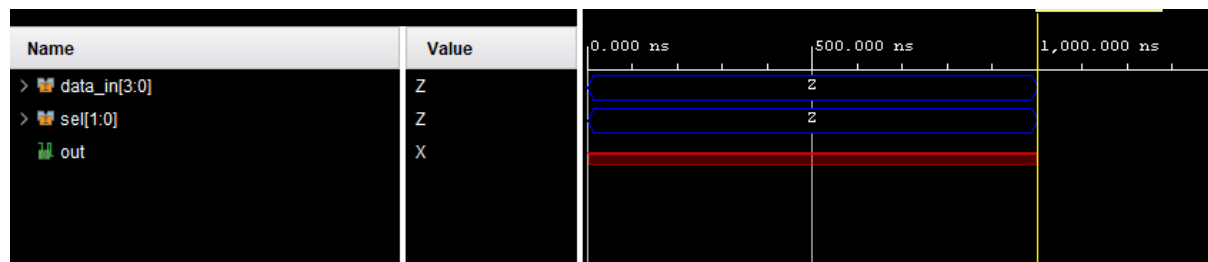 Name Value 0.000 ns 500.000 ns 1,000.000 ns
> data_in[3:0] Z Z
> sel[1:0] Z Z
out X